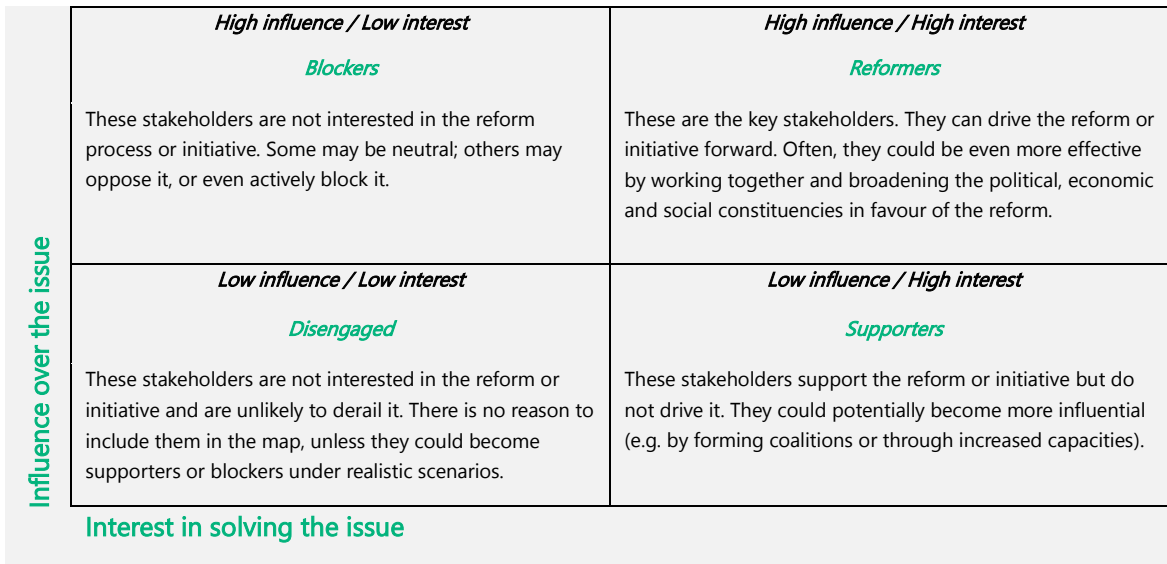 High influence / Low interest
Blockers
These stakeholders are not interested in the reform
process or initiative. Some may be neutral; others may
oppose it, or even actively block it.
High influence / High interest
Reformers
These are the key stakeholders. They can drive the reform or
initiative forward. Often, they could be even more effective
by working together and broadening the political, economic
and social constituencies in favour of the reform.
Low influence / Low interest
Disengaged
These stakeholders are not interested in the reform or
initiative and are unlikely to derail it. There is no reason to
include them in the map, unless they could become
supporters or blockers under realistic scenarios.
Low influence / High interest
Supporters
These stakeholders support the reform or initiative but do
not drive it. They could potentially become more influential
(e.g. by forming coalitions or through increased capacities).
Influence over the issue
Interest in solving the issue